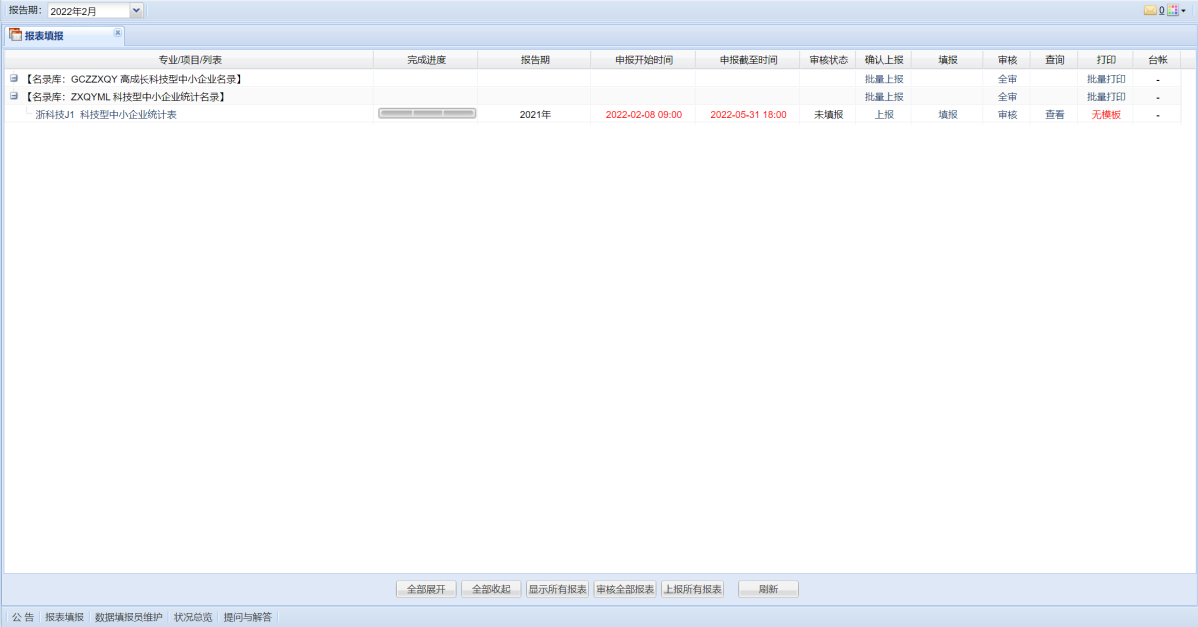 报告期： 2022年2月 0
报表填报
专业/项目/列表 完成进度 报告期 申报开始时间 申报截至时间 审核状态 确认上报 填报 审核 查询 打印 台帐
【名录库：GCZZXQY 高成长科技型中小企业名录】 批量上报 全审 批量打印 -
【名录库：ZXQYML 科技型中小企业统计名录】 批量上报 全审 批量打印 -
浙科技J1 科技型中小企业统计表 2021年 2022-02-08 09:00 2022-05-31 18:00 未填报 上报 填报 审核 查看 无模板 -
全部展开 全部收起 显示所有报表 审核全部报表 上报所有报表 刷新
公 告 报表填报 数据填报员维护 状况总览 提问与解答